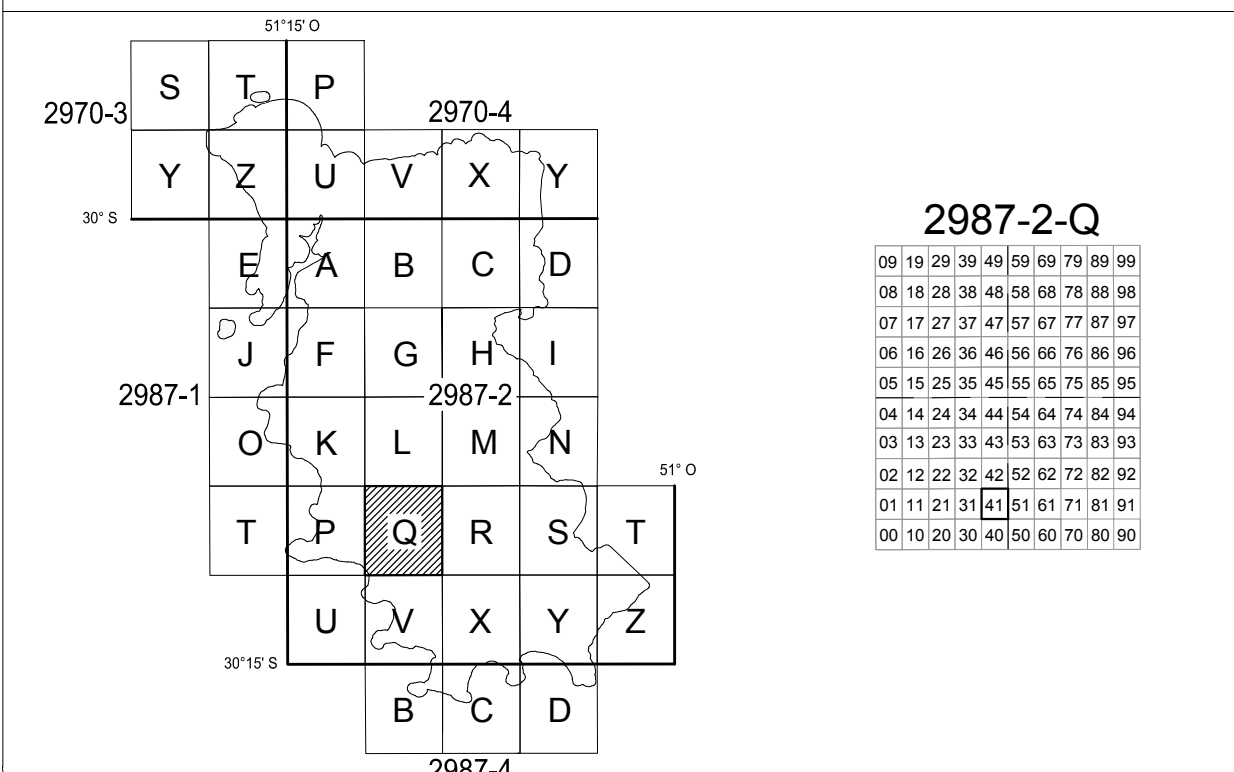 51°15' O
S T P
2970-3
2970-4
Y Z U V X Y
30° S
E A B C D
J F G H I
2987-1
2987-2
O K L M N
51° O
T P Q R S T
U V X Y Z
30°15' S
B C D
2987-4
2987-2-Q
09 19 29 39 49 59 69 79 89 99
08 18 28 38 48 58 68 78 88 98
07 17 27 37 47 57 67 77 87 97
06 16 26 36 46 56 66 76 86 96
05 15 25 35 45 55 65 75 85 95
04 14 24 34 44 54 64 74 84 94
03 13 23 33 43 53 63 73 83 93
02 12 22 32 42 52 62 72 82 92
01 11 21 31 41 51 61 71 81 91
00 10 20 30 40 50 60 70 80 90